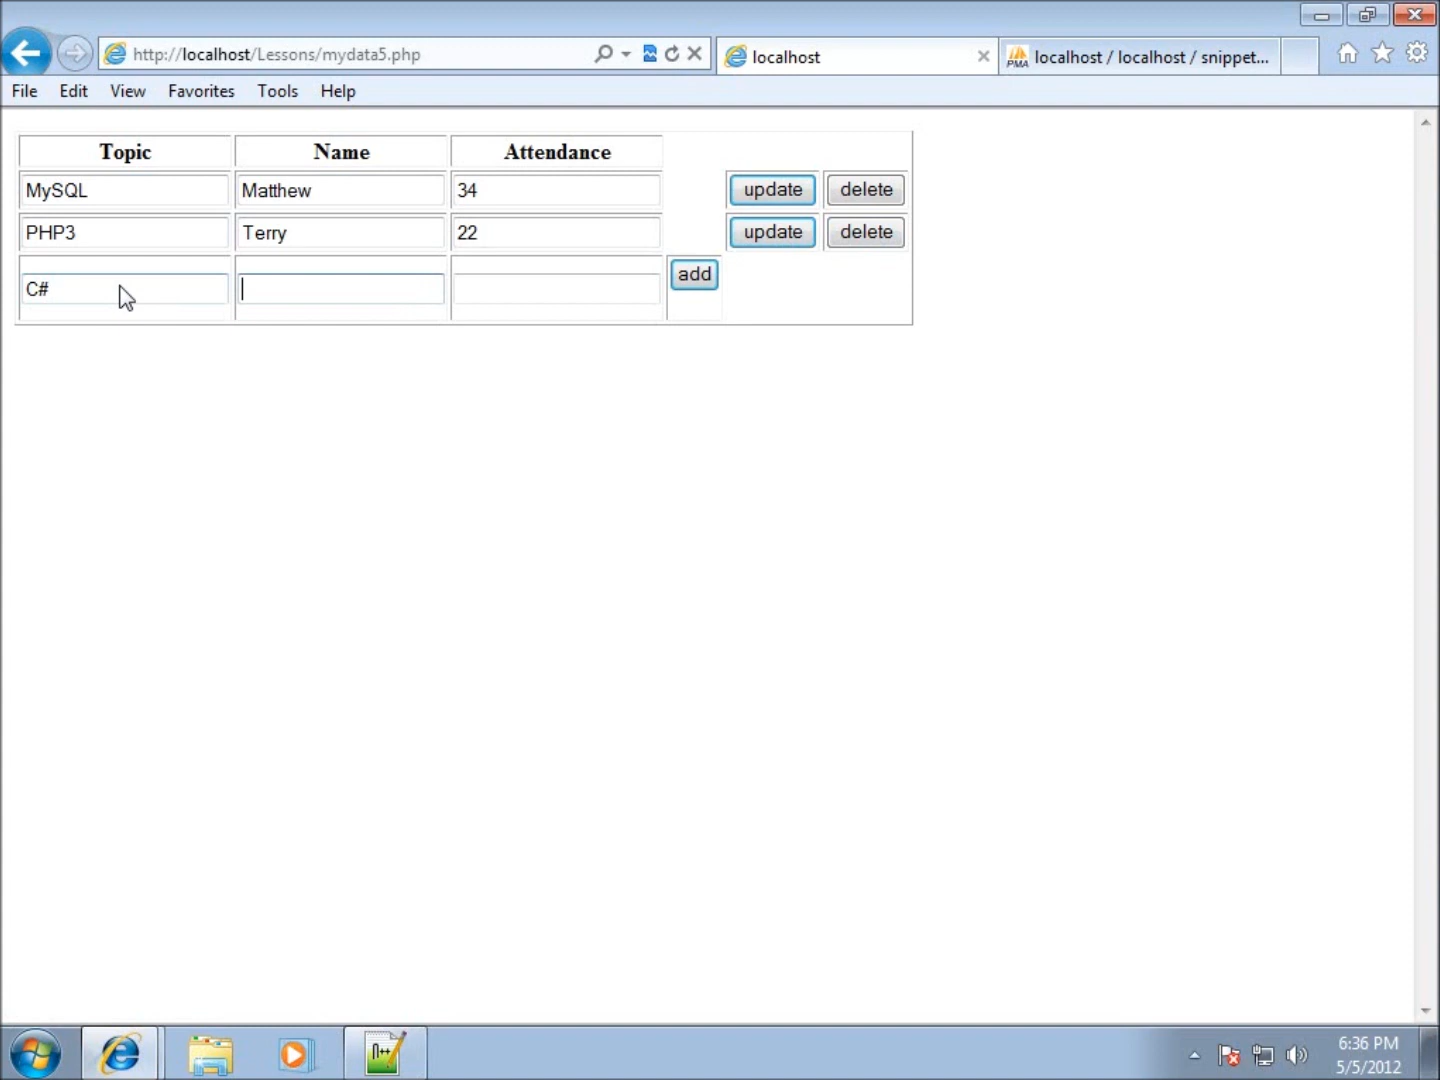 http://localhost/Lessons/mydata5.php
localhost
PMA
localhost / localhost / snippet...
File Edit View Favorites Tools Help
Topic Name Attendance
MySQL Matthew 34 update delete
PHP3 Terry 22 update delete
C# add
N++
6:36 PM
5/5/2012